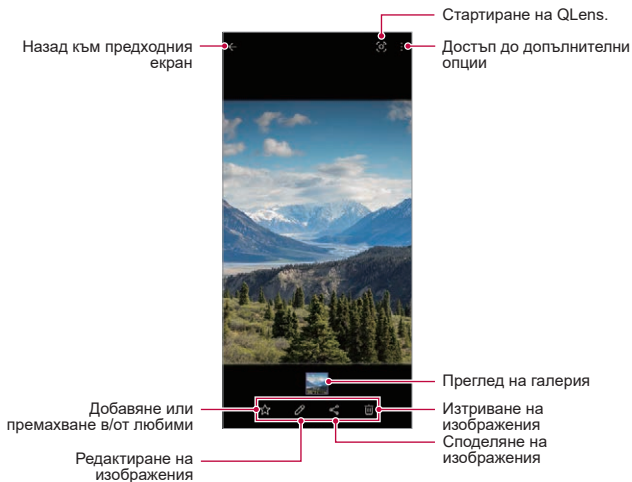 Стартиране на QLens.
Назад към предходния
екран
Достъп до допълнителни
опции
Преглед на галерия
Добавяне или
премахване в/от любими
Изтриване на
изображения
Споделяне на
изображения
Редактиране на
изображения